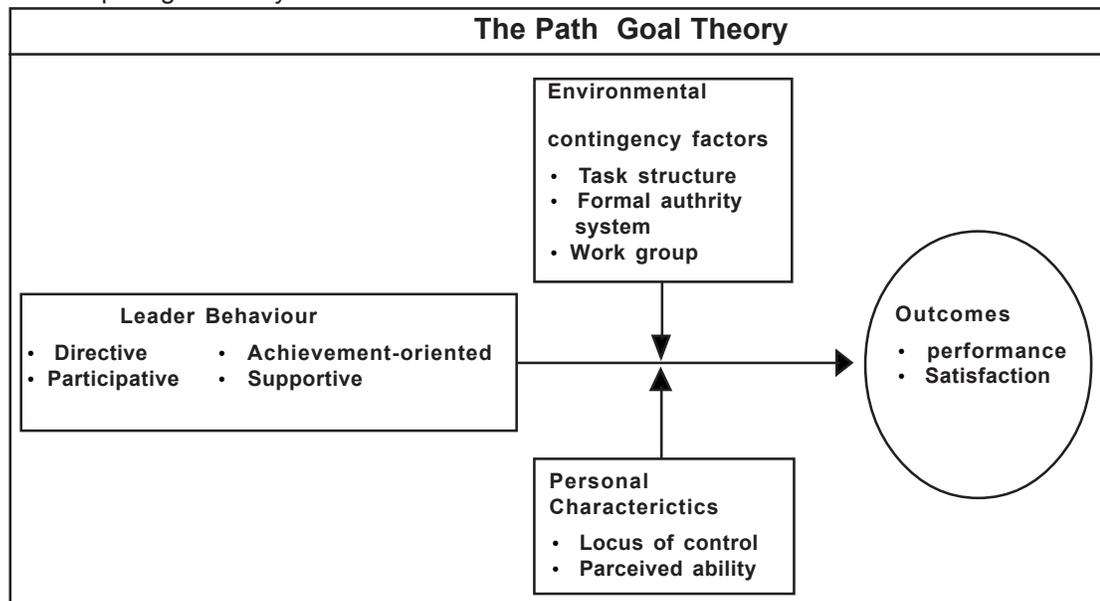 The Path Goal Theory
Environmental
contingency factors
• Task structure
• Formal authrity
system
• Work group
Leader Behaviour
• Directive • Achievement-oriented
• Participative • Supportive
Outcomes
• performance
• Satisfaction
Personal
Characterictics
• Locus of control
• Parceived ability